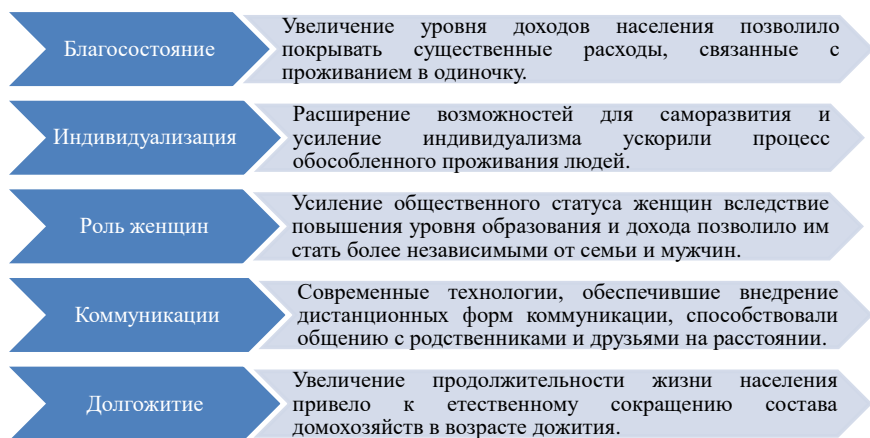 Благосостояние
Увеличение уровня доходов населения позволило
покрывать существенные расходы, связанные с
проживанием в одиночку.
Индивидуализация
Расширение возможностей для саморазвития и
усиление индивидуализма ускорили процесс
обособленного проживания людей.
Роль женщин
Усиление общественного статуса женщин вследствие
повышения уровня образования и дохода позволило им
стать более независимыми от семьи и мужчин.
Коммуникации
Современные технологии, обеспечившие внедрение
дистанционных форм коммуникации, способствовали
общению с родственниками и друзьями на расстоянии.
Долгожитие
Увеличение продолжительности жизни населения
привело к етественному сокращению состава
домохозяйств в возрасте дожития.